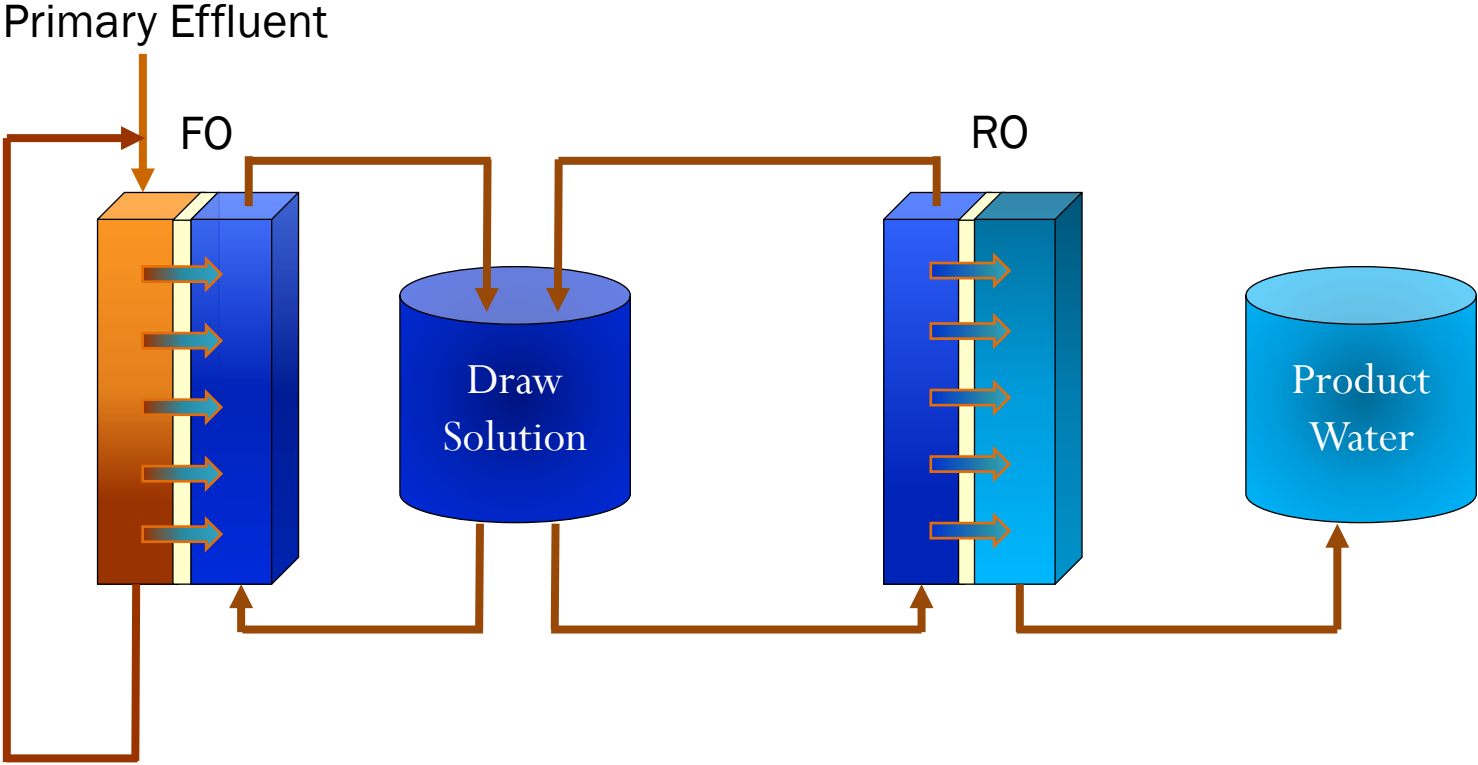 Primary Effluent
FO
RO
Draw
Solution
Product
Water